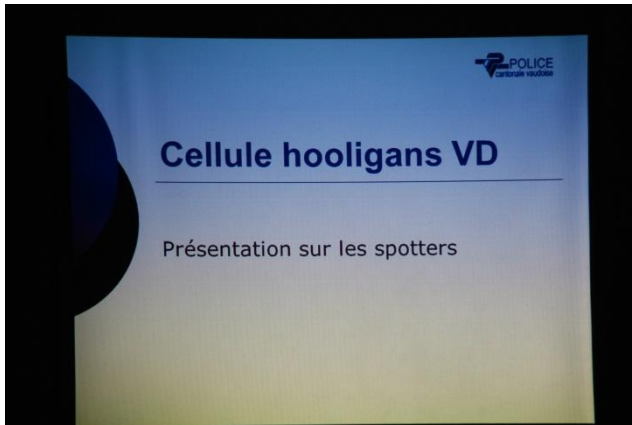 POLICE
cantonale vaudoise
Cellule hooligans VD
Présentation sur les spotters